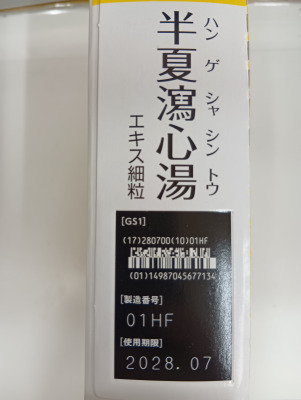 半夏瀉心湯
ハンゲシャシントウ
エキス細粒
[GS1]
(17)280700(10)01HF
(01)14987045677134
[製造番号]
01HF
[使用期限]
2028.07